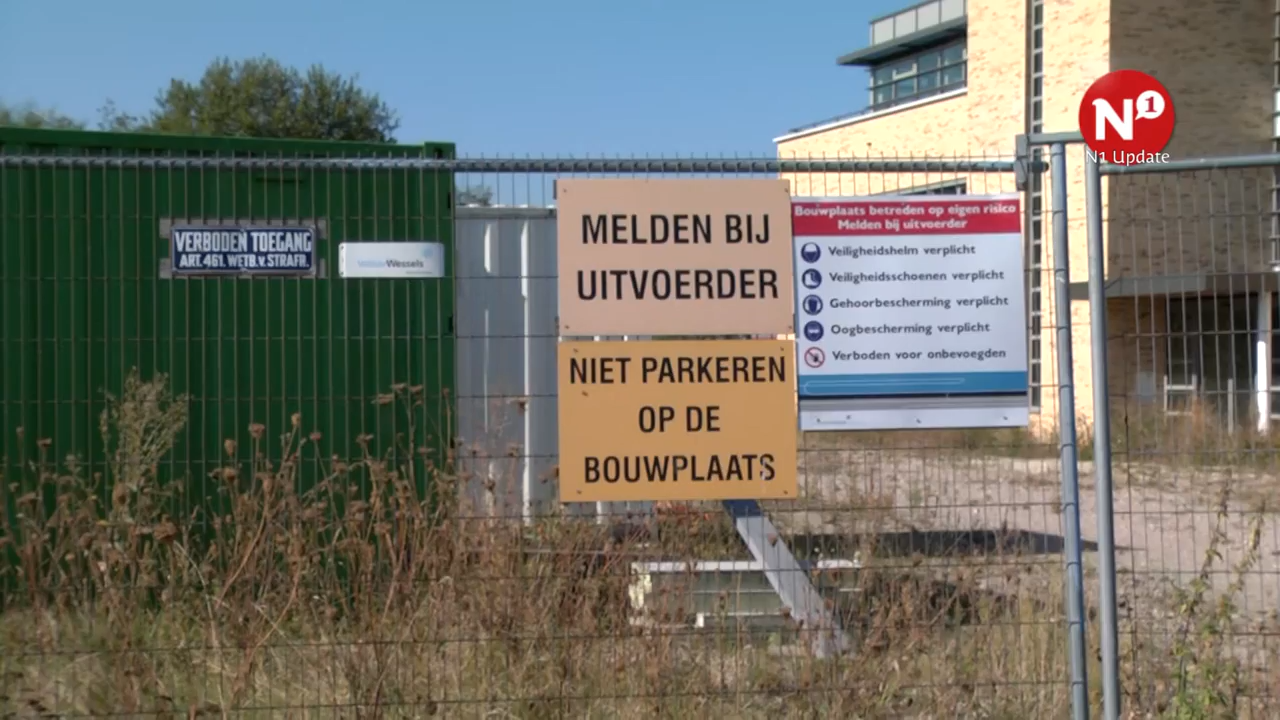 N1
N1 Update
VERBODEN TOEGANG
ART. 461. WETB. v. STRAFR.
VolkerWessels
MELDEN BIJ
UITVOERDER
NIET PARKEREN
OP DE
BOUWPLAATS
Bouwplaats betreden op eigen risico
Melden bij uitvoerder
Veiligheidshelm verplicht
Veiligheidsschoenen verplicht
Gehoorbescherming verplicht
Oogbescherming verplicht
Verboden voor onbevoegden